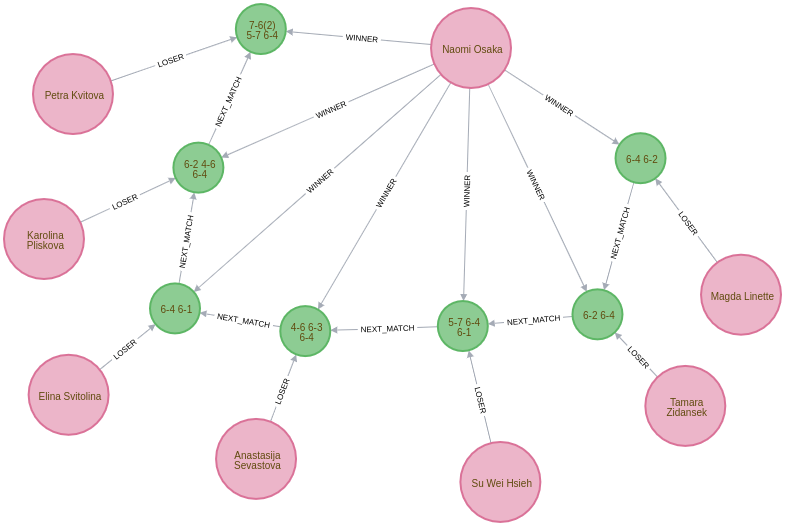 7-6(2)
5-7 6-4
WINNER
Naomi Osaka
LOSER
Petra Kvitova
NEXT_MATCH
WINNER
WINNER
6-2 4-6
6-4
6-4 6-2
LOSER
WINNER
WINNER
WINNER
WINNER
Karolina
Pliskova
NEXT_MATCH
NEXT_MATCH
LOSER
Magda Linette
6-4 6-1
NEXT_MATCH
4-6 6-3
6-4
NEXT_MATCH
5-7 6-4
6-1
NEXT_MATCH
6-2 6-4
LOSER
LOSER
Elina Svitolina
LOSER
LOSER
Tamara
Zidansek
Anastasija
Sevastova
Su Wei Hsieh